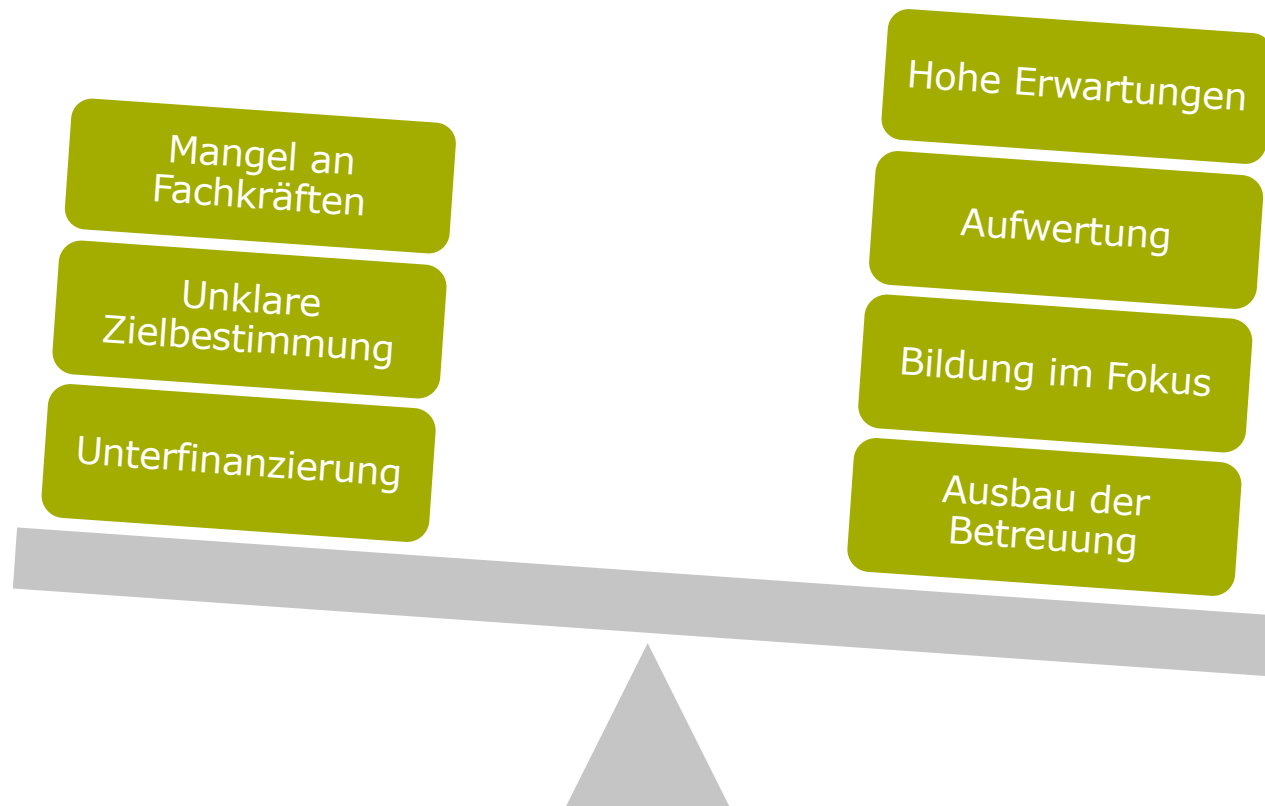 Mangel an
Fachkräften
Unklare
Zielbestimmung
Unterfinanzierung
Hohe Erwartungen
Aufwertung
Bildung im Fokus
Ausbau der
Betreuung